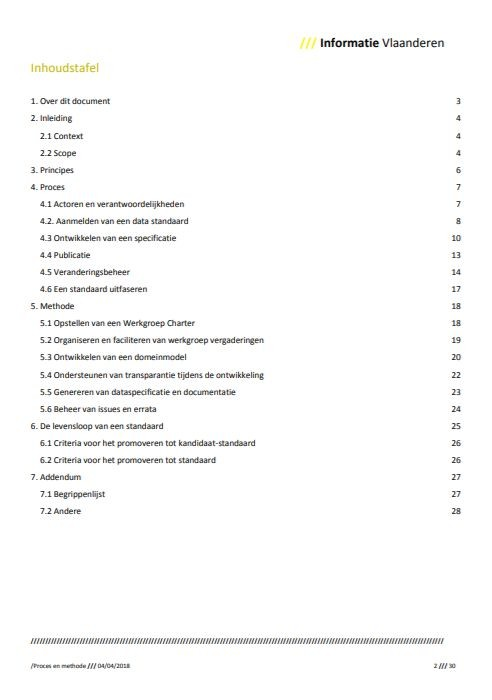 /// Informatie Vlaanderen
Inhoudstafel
1. Over dit document 3
2. Inleiding 4
2.1 Context 4
2.2 Scope 4
3. Principes 6
4. Proces 7
4.1 Actoren en verantwoordelijkheden 7
4.2. Aanmelden van een data standaard 8
4.3 Ontwikkelen van een specificatie 10
4.4 Publicatie 13
4.5 Veranderingsbeheer 14
4.6 Een standaard uitfaseren 17
5. Methode 18
5.1 Opstellen van een Werkgroep Charter 18
5.2 Organiseren en faciliteren van werkgroep vergaderingen 19
5.3 Ontwikkelen van een domeinmodel 20
5.4 Ondersteunen van transparantie tijdens de ontwikkeling 22
5.5 Genereren van dataspecificatie en documentatie 23
5.6 Beheer van issues en errata 24
6. De levensloop van een standaard 25
6.1 Criteria voor het promoveren tot kandidaat-standaard 26
6.2 Criteria voor het promoveren tot standaard 26
7. Addendum 27
7.1 Begrippenlijst 27
7.2 Andere 28
/Proces en methode /// 04/04/2018 2 /// 30